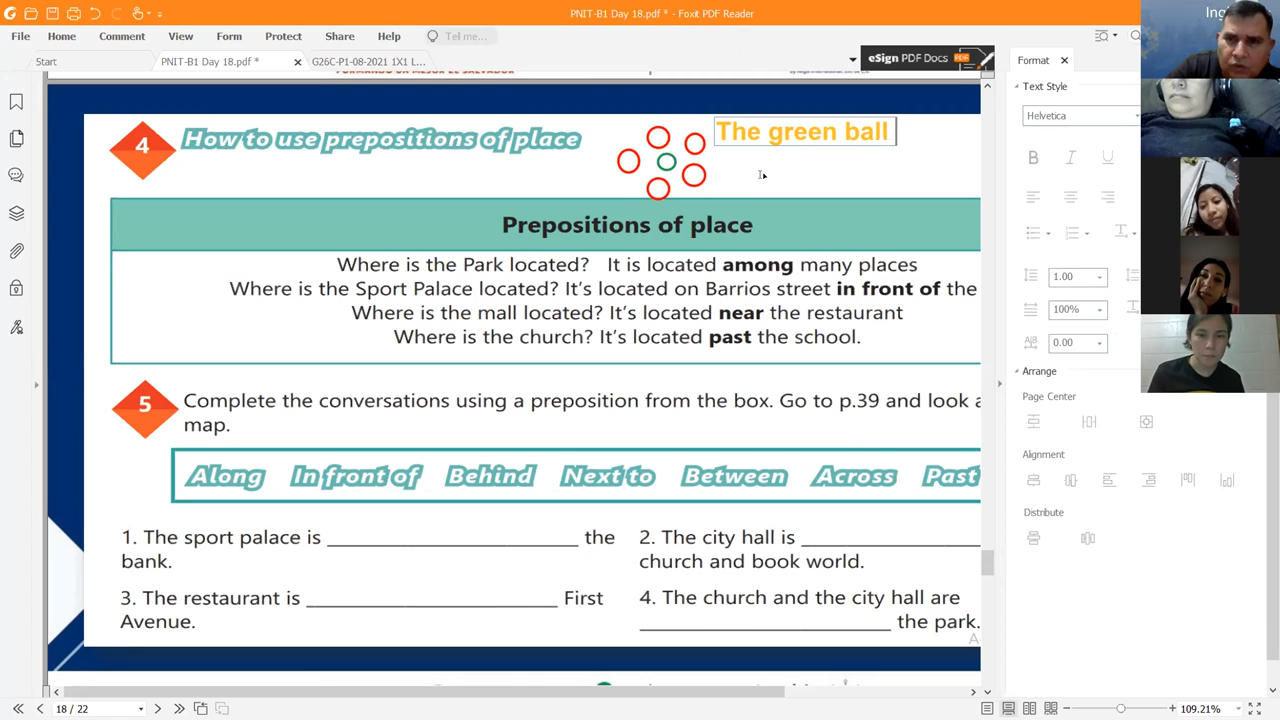 PNIT-B1 Day 18.pdf * - Foxit PDF Reader
File Home Comment View Form Protect Share Help Tell me...
Start PNIT-B1 Day 18.pdf * G26C-P1-08-2021 1X1 L...
eSign PDF Docs
4 How to use prepositions of place
The green ball
Prepositions of place
Where is the Park located? It is located among many places
Where is the Sport Perace located? It's located on Barrios street in front of the
Where is the mall located? It's located near the restaurant
Where is the church? It's located past the school.
5 Complete the conversations using a preposition from the box. Go to p.39 and look a
map.
Along In front of Behind Next to Between Across Past
1. The sport palace is ____ the
bank.
2. The city hall is ____
church and book world.
3. The restaurant is ____ First
Avenue.
4. The church and the city hall are
____ the park.
18 / 22
109.21%
Format
Text Style
Helvetica
B I U
1.00
100%
0.00
Arrange
Page Center
Alignment
Distribute